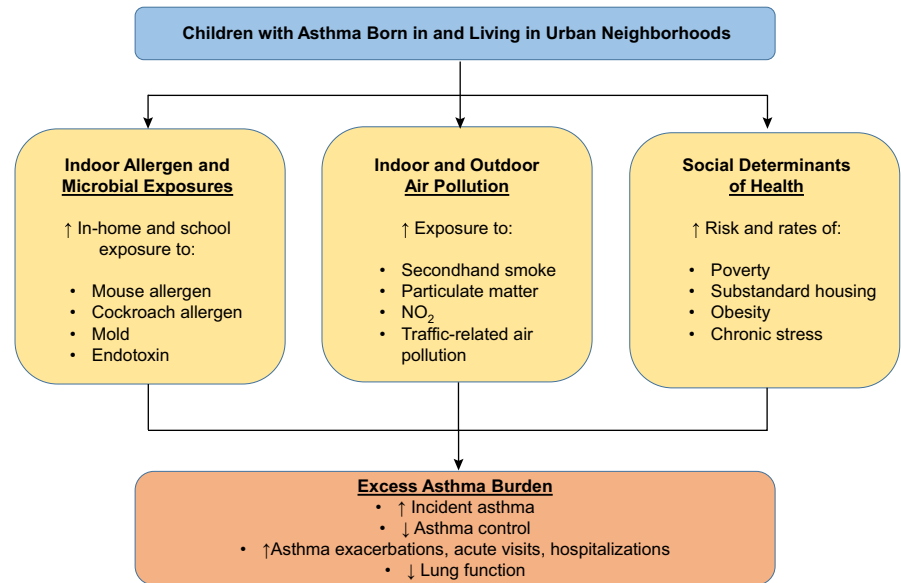 Children with Asthma Born in and Living in Urban Neighborhoods
Indoor Allergen and
Microbial Exposures
↑ In-home and school
exposure to:
• Mouse allergen
• Cockroach allergen
• Mold
• Endotoxin
Indoor and Outdoor
Air Pollution
↑ Exposure to:
• Secondhand smoke
• Particulate matter
• NO₂
• Traffic-related air
pollution
Social Determinants
of Health
↑ Risk and rates of:
• Poverty
• Substandard housing
• Obesity
• Chronic stress
Excess Asthma Burden
• ↑ Incident asthma
• ↓ Asthma control
• ↑Asthma exacerbations, acute visits, hospitalizations
• ↓ Lung function